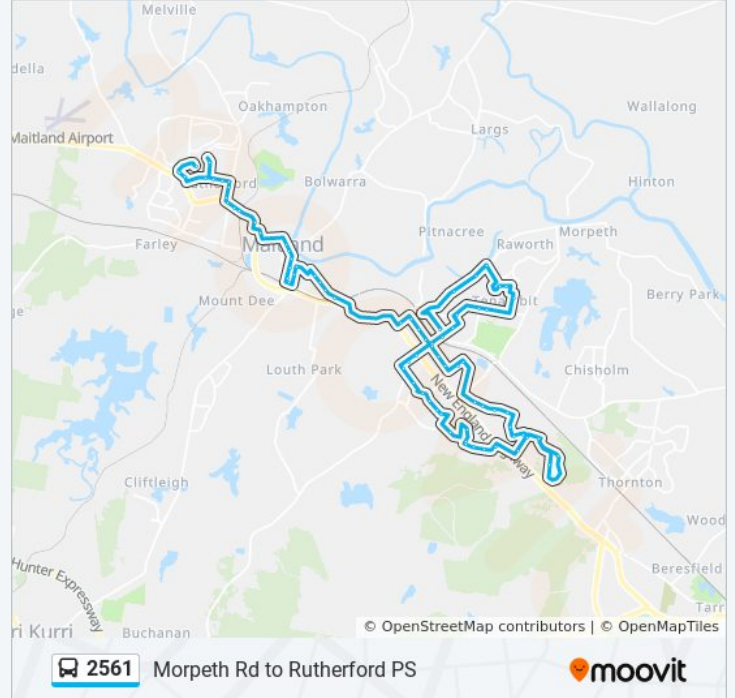 Melville
della
Oakhampton
Wallalong
Maitland Airport
Largs
Bolwarra
Hinton
Pitnacree
Morpeth
Raworth
Farley
Maitland
Berry Park
Mount Dee
ge
Louth Park
Chisholm
New England Highway
Cliftleigh
Thornton
Wood
Hunter Expressway
Beresfield
Tarr
ri Kurri
Buchanan
© OpenStreetMap contributors | © OpenMapTiles
2561 Morpeth Rd to Rutherford PS
moovit